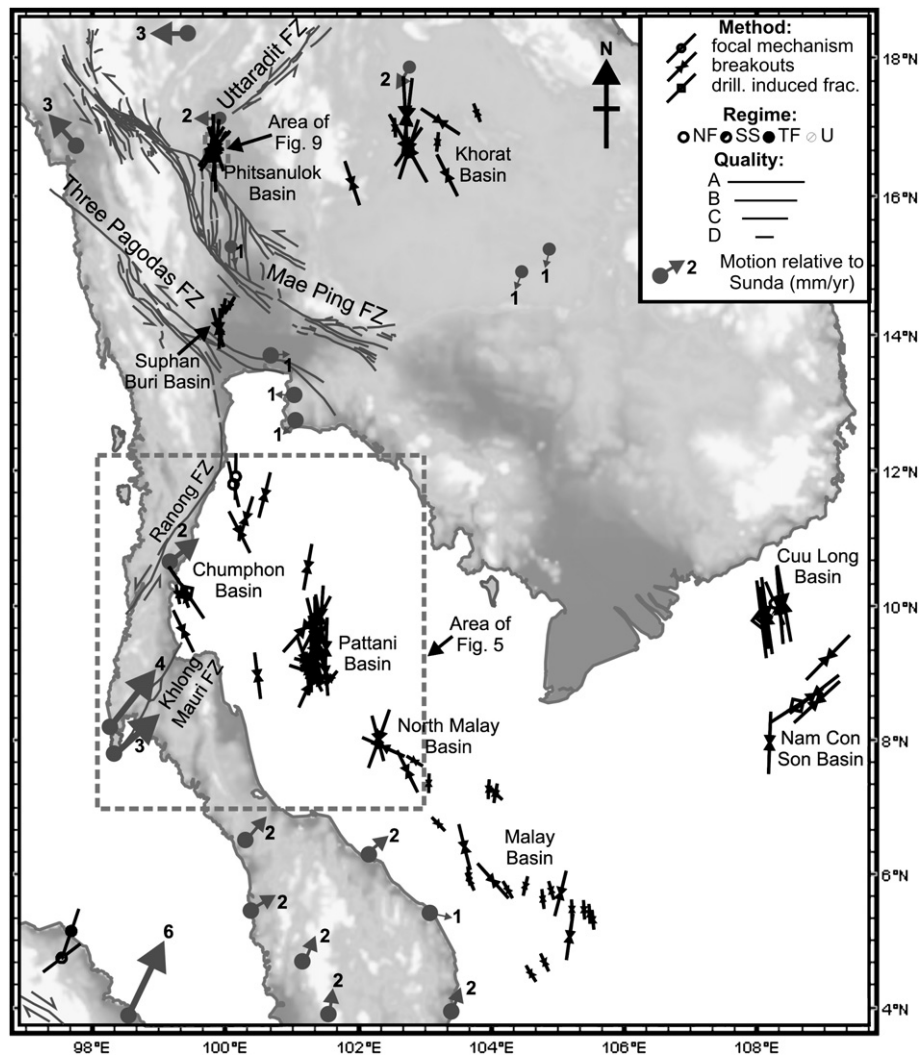 Method:
focal mechanism
breakouts
drill. induced frac.
Regime:
NF SS TF U
Quality:
A
B
C
D
2 Motion relative to
Sunda (mm/yr)
N
3
3
Uttaradit FZ
2
2
Area of
Fig. 9
Phitsanulok
Basin
Khorat
Basin
Three Pagodas FZ
1
Mae Ping FZ
1
1
Suphan
Buri Basin
1
1
1
Ranong FZ
2
Chumphon
Basin
Pattani
Basin
Area of
Fig. 5
Cuu Long
Basin
4
Khlong
Mauri FZ
3
North Malay
Basin
Nam Con
Son Basin
2
2
Malay
Basin
2
1
6
2
2
2
18°N
16°N
14°N
12°N
10°N
8°N
6°N
4°N
98°E 100°E 102°E 104°E 106°E 108°E